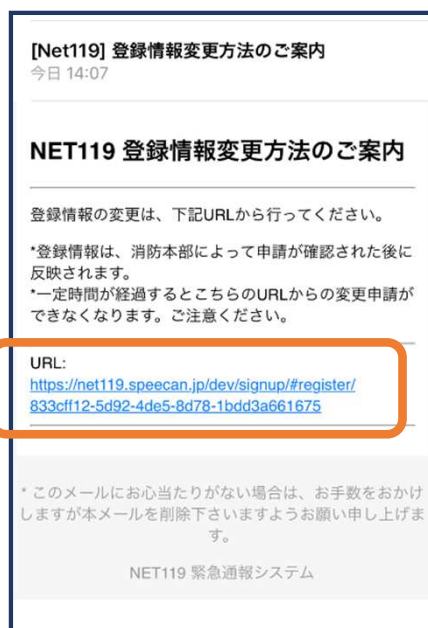 [Net119] 登録情報変更方法のご案内
今日 14:07
NET119 登録情報変更方法のご案内
登録情報の変更は、下記URLから行ってください。
*登録情報は、消防本部によって申請が確認された後に
反映されます。
*一定時間が経過するとこちらのURLからの変更申請が
できなくなります。ご注意ください。
URL:
https://net119.speecan.jp/dev/signup/#register/
833cff12-5d92-4de5-8d78-1bdd3a661675
* このメールにお心当たりがない場合は、お手数をおかけ
しますが本メールを削除下さいますようお願い申し上げま
す。
NET119 緊急通報システム